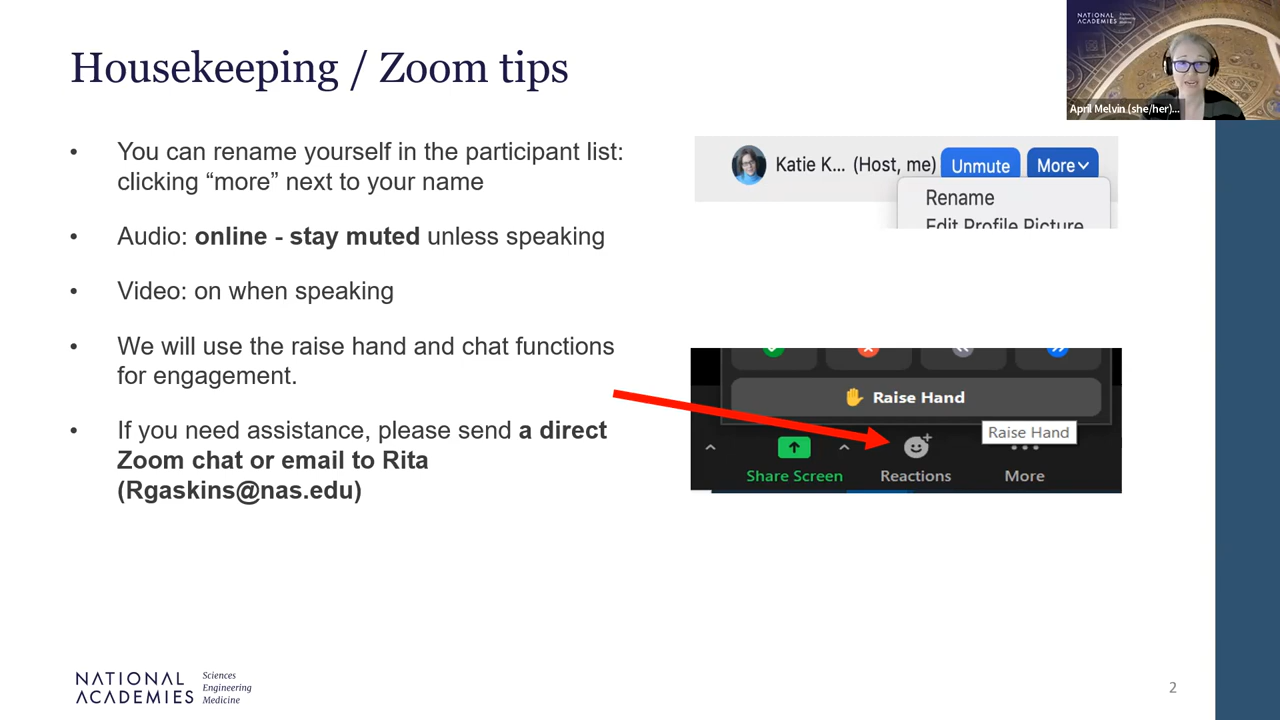 Housekeeping / Zoom tips
NATIONAL
ACADEMIES
April Melvin (she/her)...
• You can rename yourself in the participant list:
clicking “more” next to your name
• Audio: online - stay muted unless speaking
• Video: on when speaking
• We will use the raise hand and chat functions
for engagement.
• If you need assistance, please send a direct
Zoom chat or email to Rita
(Rgaskins@nas.edu)
Katie K... (Host, me) Unmute More
Rename
Edit Profile Picture
Raise Hand
Raise Hand
Share Screen Reactions More
NATIONAL
ACADEMIES
Sciences
Engineering
Medicine
2